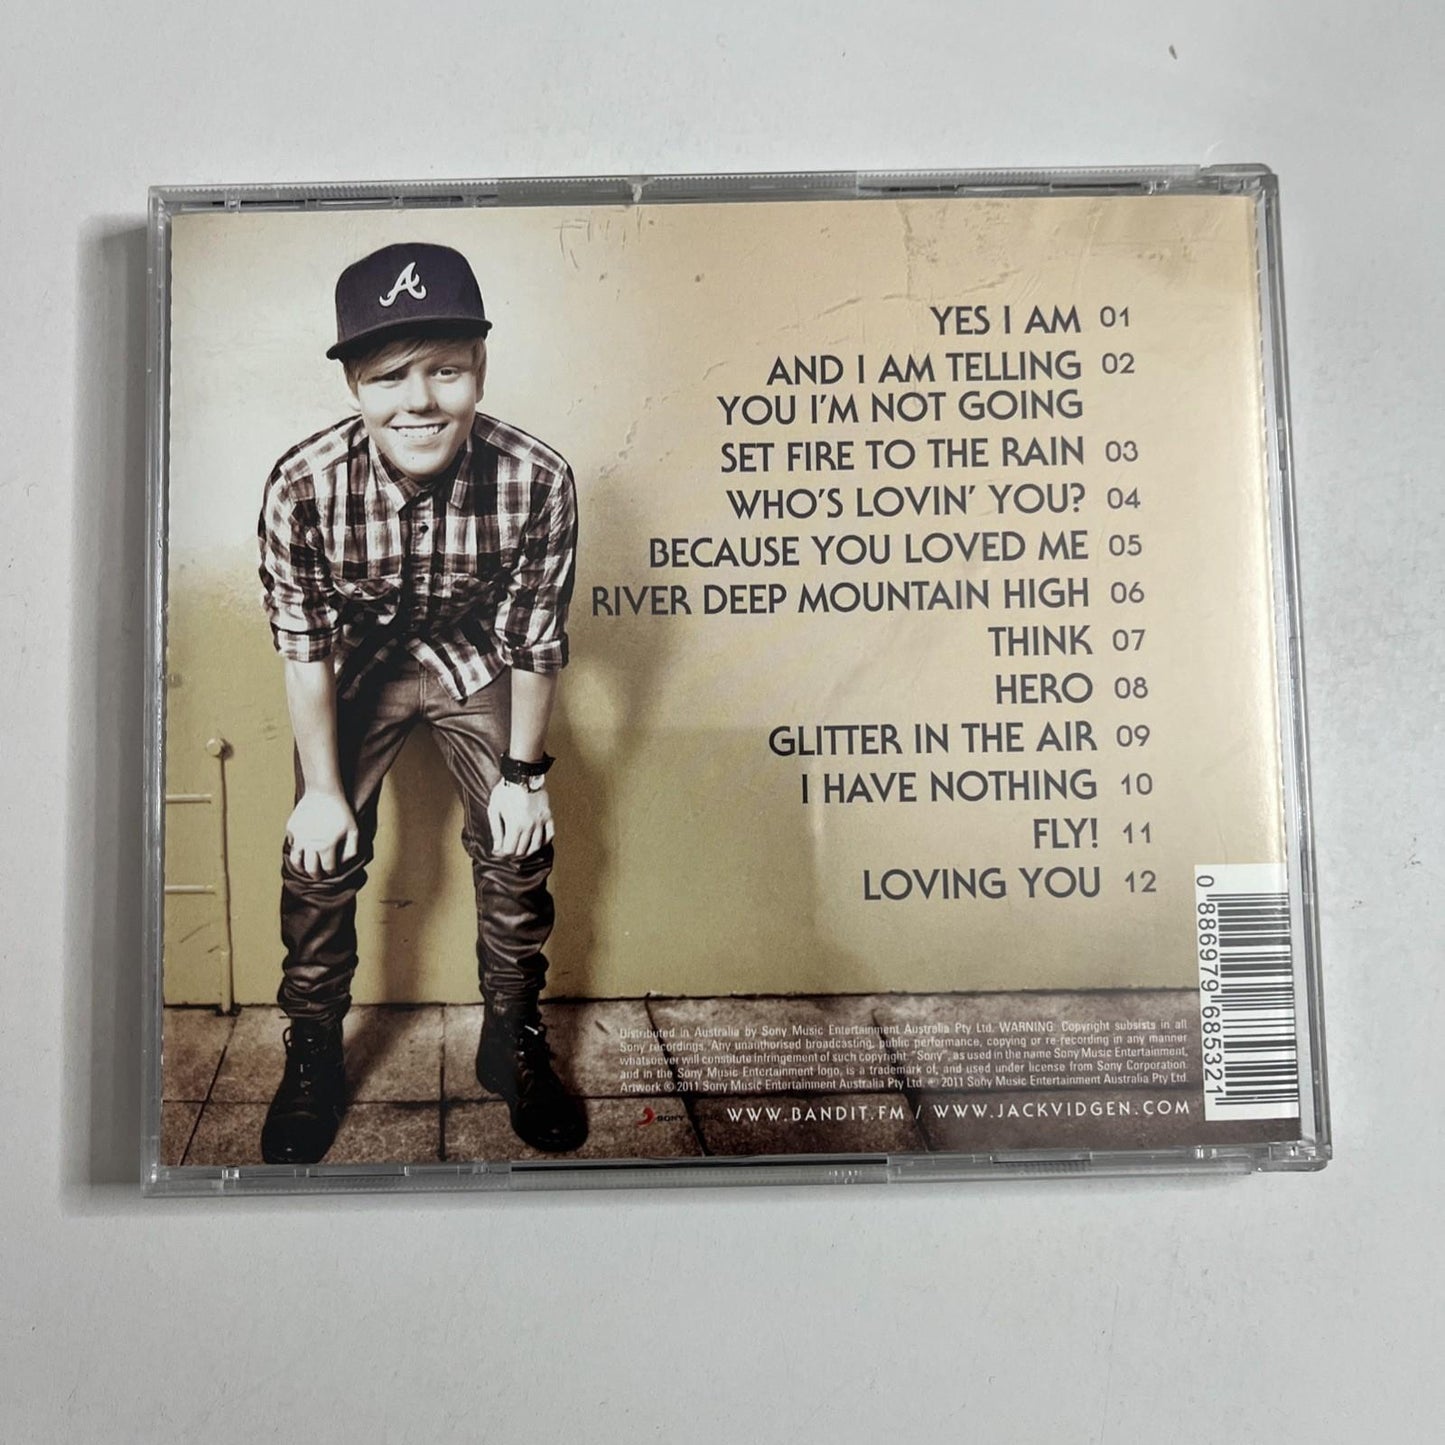 A
YES I AM 01
AND I AM TELLING 02
YOU I'M NOT GOING
SET FIRE TO THE RAIN 03
WHO'S LOVIN' YOU? 04
BECAUSE YOU LOVED ME 05
RIVER DEEP MOUNTAIN HIGH 06
THINK 07
HERO 08
GLITTER IN THE AIR 09
I HAVE NOTHING 10
FLY! 11
LOVING YOU 12
0 886979 685321
Distributed in Australia by Sony Music Entertainment Australia Pty Ltd. WARNING: Copyright subsists in all
Sony recordings. Any unauthorised broadcasting, public performance, copying or re-recording in any manner
whatsoever will constitute infringement of such copyright. "Sony", as used in the name Sony Music Entertainment,
and in the Sony Music Entertainment logo, is a trademark of, and used under license from Sony Corporation.
Artwork © 2011 Sony Music Entertainment Australia Pty Ltd. ℗ 2011 Sony Music Entertainment Australia Pty Ltd.
SONY WWW.BANDIT.FM / WWW.JACKVIDGEN.COM